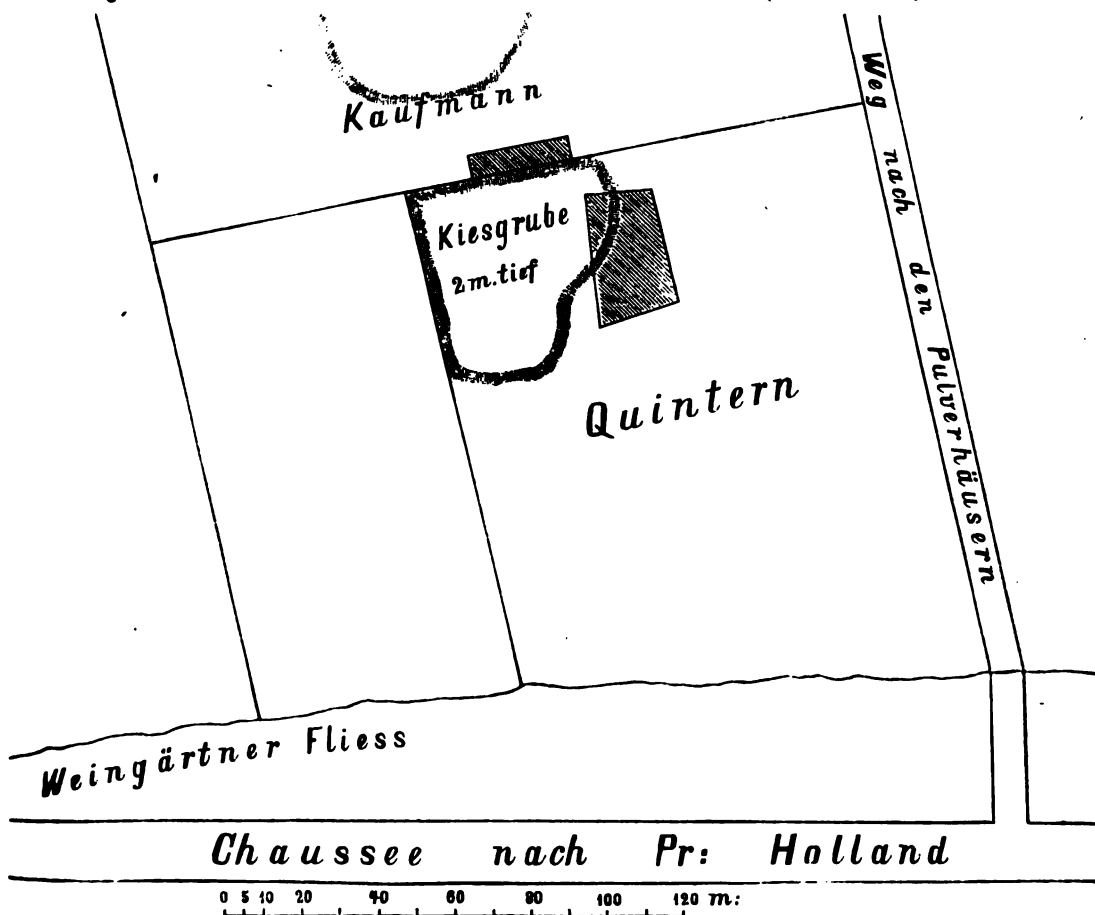 Kaufmann
Weg nach den Pulverhäusern
Kiesgrube
2 m. tief
Quintern
Weingärtner Fliess
Chaussee nach Pr: Holland
0 5 10 20 40 60 80 100 120 m: